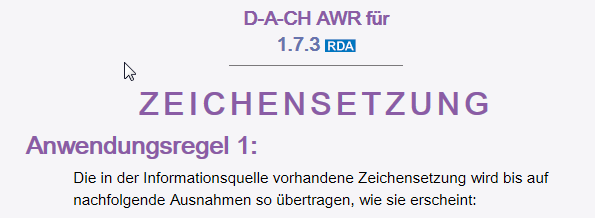 D-A-CH AWR für
1.7.3 RDA
ZEICHENSETZUNG
Anwendungsregel 1:
Die in der Informationsquelle vorhandene Zeichensetzung wird bis auf
nachfolgende Ausnahmen so übertragen, wie sie erscheint: